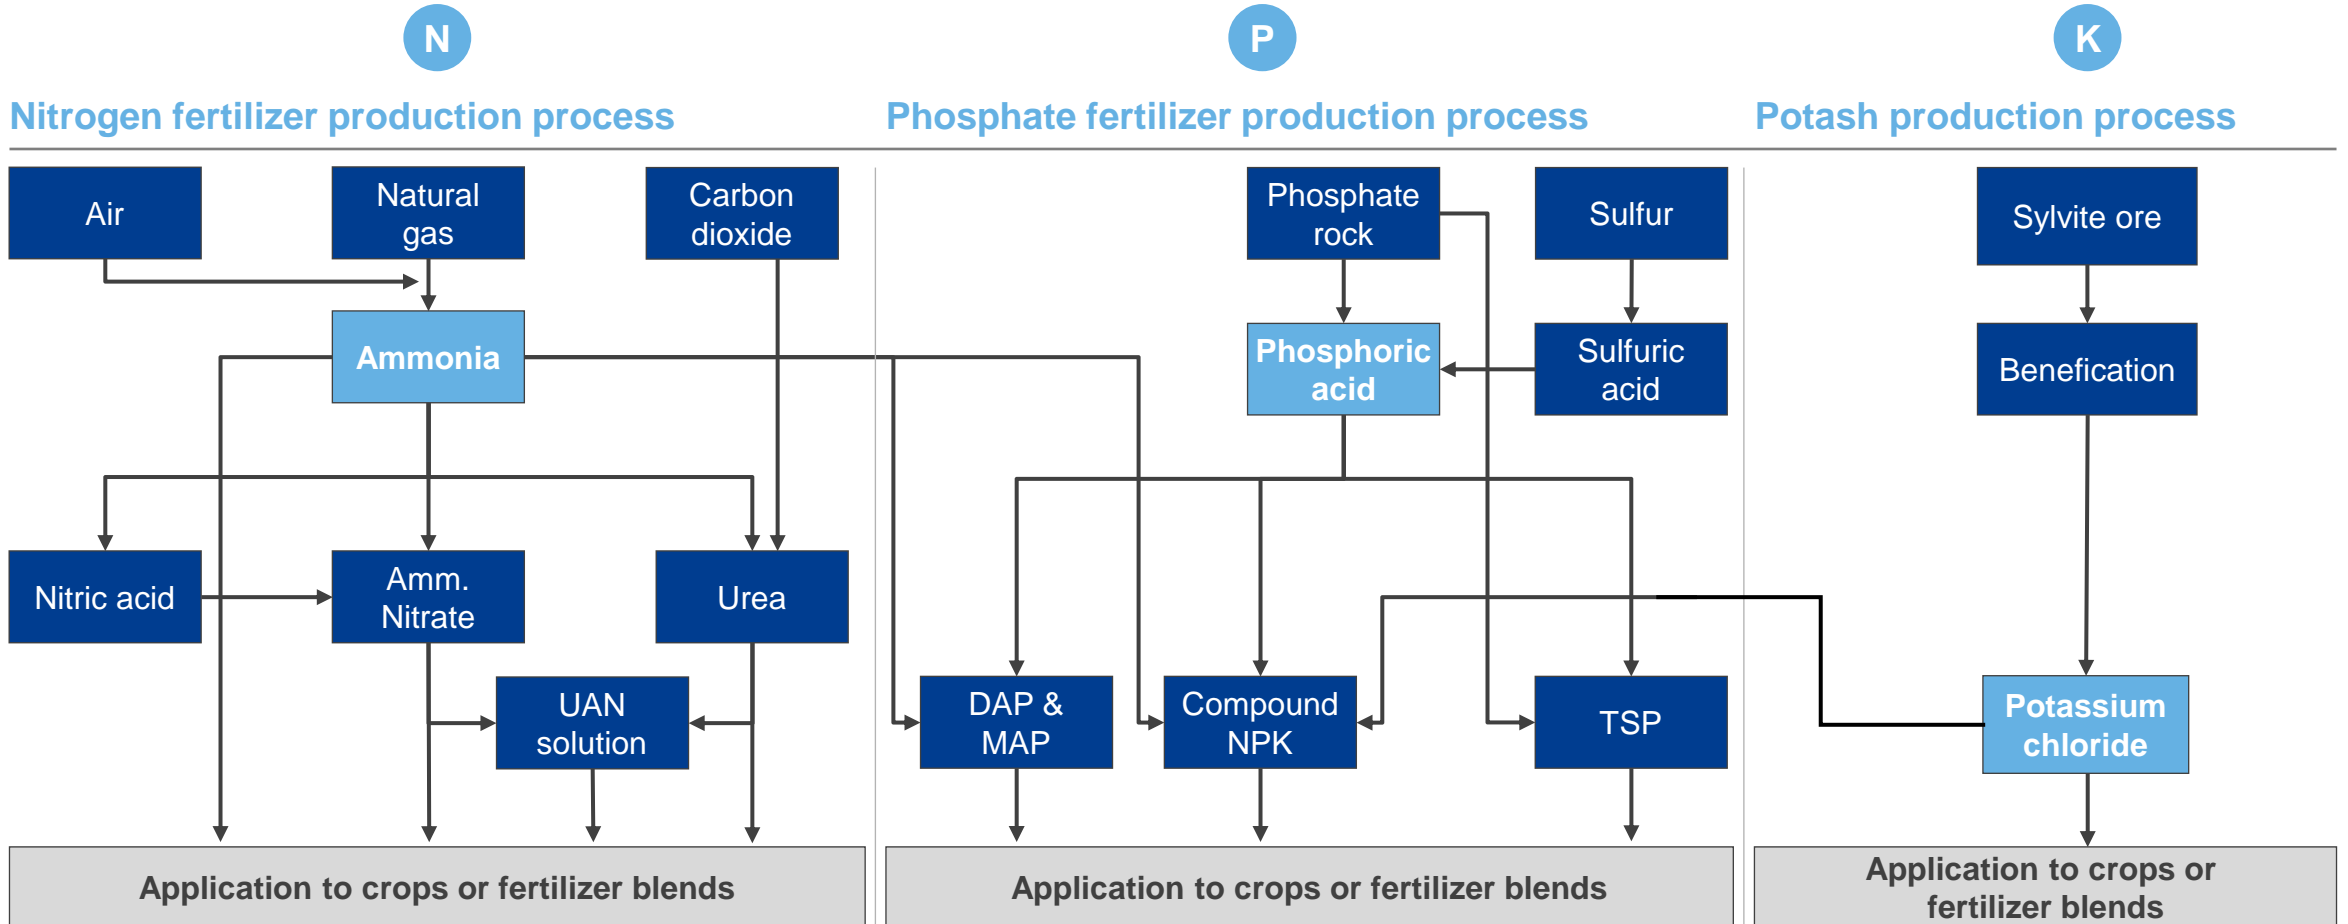 N
P
K
Nitrogen fertilizer production process
Phosphate fertilizer production process
Potash production process
Air
Natural
gas
Carbon
dioxide
Phosphate
rock
Sulfur
Sylvite ore
Ammonia
Phosphoric
acid
Sulfuric
acid
Benefication
Nitric acid
Amm.
Nitrate
Urea
UAN
solution
DAP &
MAP
Compound
NPK
TSP
Potassium
chloride
Application to crops or fertilizer blends
Application to crops or fertilizer blends
Application to crops or
fertilizer blends